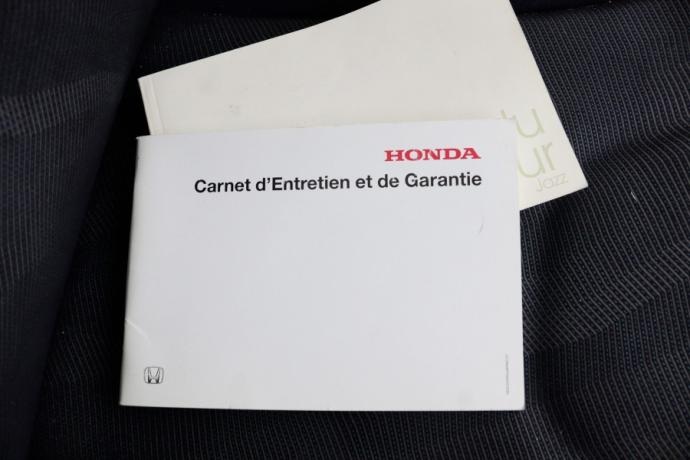 HONDA
Carnet d'Entretien et de Garantie
Jazz